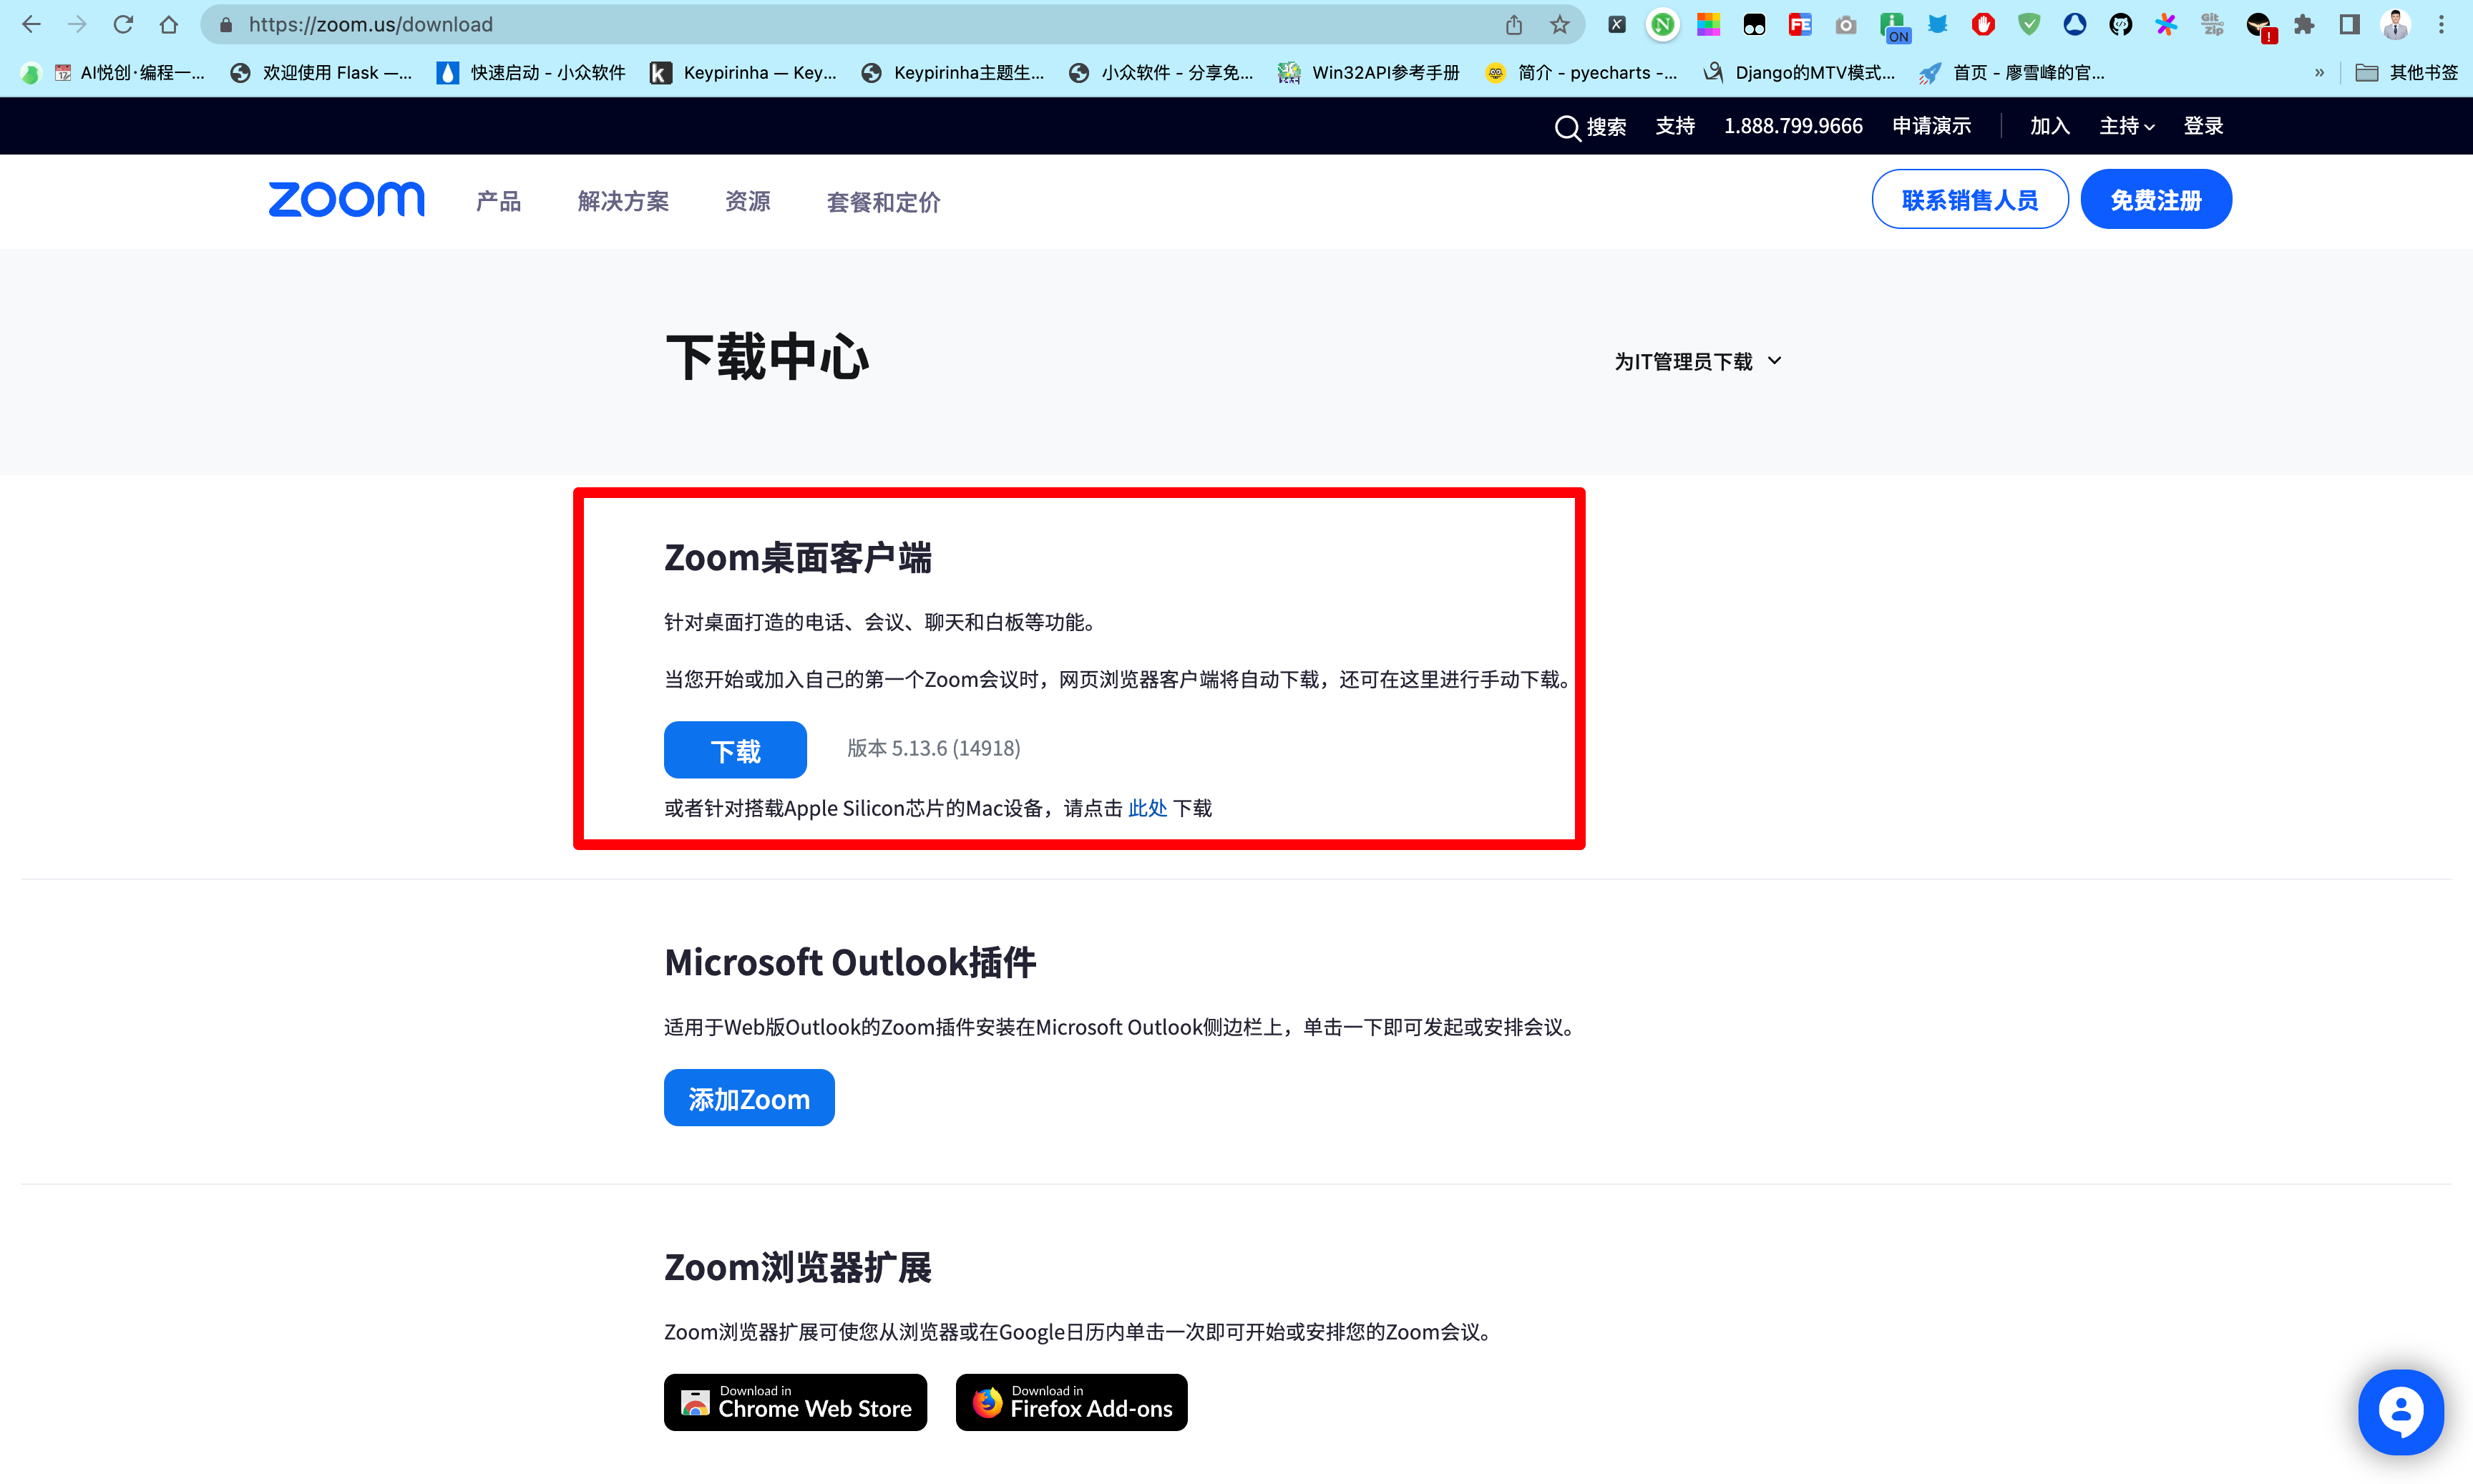 https://zoom.us/download
ON
Git
Zip
AI悦创·编程一...
欢迎使用 Flask —...
快速启动 - 小众软件
Keypirinha — Key...
Keypirinha主题生...
小众软件 - 分享免...
Win32API参考手册
简介 - pyecharts -...
Django的MTV模式...
首页 - 廖雪峰的官...
»
其他书签
搜索
支持
1.888.799.9666
申请演示
加入
主持
登录
zoom
产品
解决方案
资源
套餐和定价
联系销售人员
免费注册
下载中心
为IT管理员下载
Zoom桌面客户端
针对桌面打造的电话、会议、聊天和白板等功能。
当您开始或加入自己的第一个Zoom会议时，网页浏览器客户端将自动下载，还可在这里进行手动下载。
下载
版本 5.13.6 (14918)
或者针对搭载Apple Silicon芯片的Mac设备，请点击 此处 下载
Microsoft Outlook插件
适用于Web版Outlook的Zoom插件安装在Microsoft Outlook侧边栏上，单击一下即可发起或安排会议。
添加Zoom
Zoom浏览器扩展
Zoom浏览器扩展可使您从浏览器或在Google日历内单击一次即可开始或安排您的Zoom会议。
Download in
Chrome Web Store
Download in
Firefox Add-ons